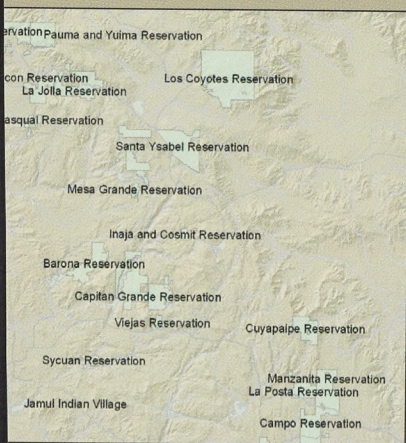 ervation Pauma and Yuima Reservation
con Reservation
Los Coyotes Reservation
La Jolla Reservation
asqual Reservation
Santa Ysabel Reservation
Mesa Grande Reservation
Inaja and Cosmit Reservation
Barona Reservation
Capitan Grande Reservation
Viejas Reservation
Cuyapaipe Reservation
Sycuan Reservation
Manzanita Reservation
La Posta Reservation
Jamul Indian Village
Campo Reservation